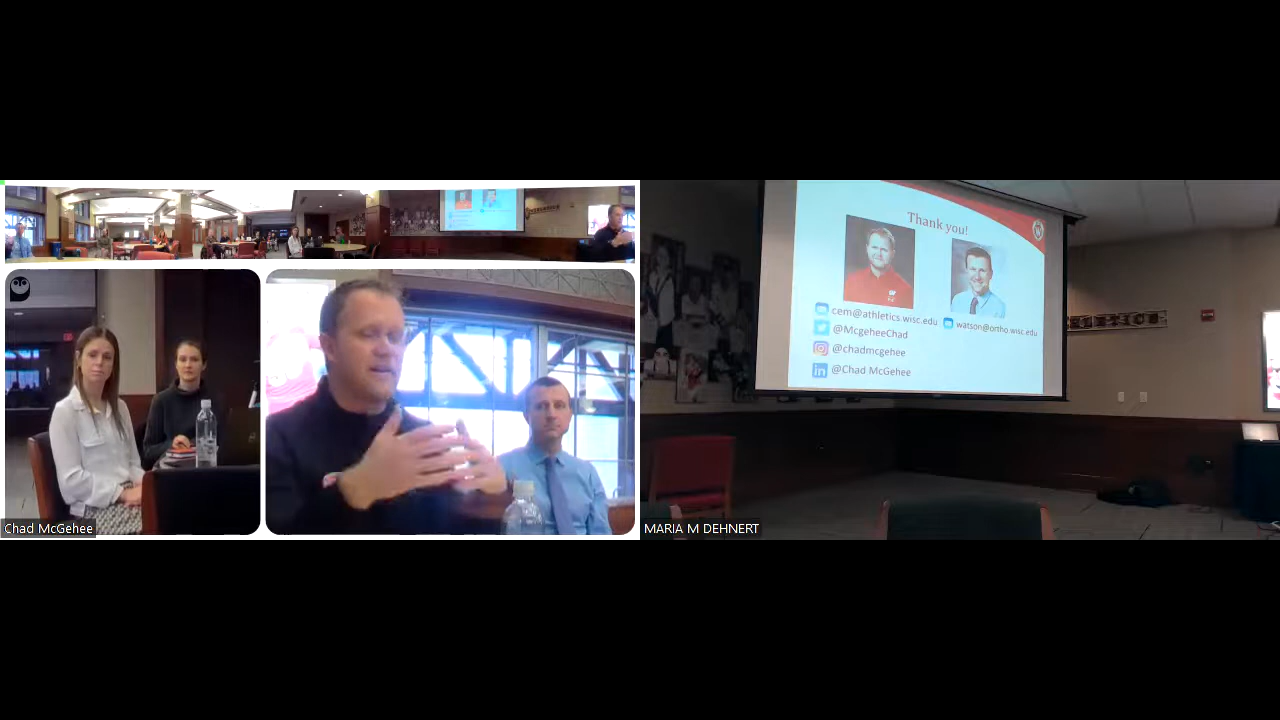 Chad McGehee
Thank you!
cem@athletics.wisc.edu
watson@ortho.wisc.edu
@McgeheeChad
@chadmcgehee
@Chad McGehee
MARIA M DEHNERT